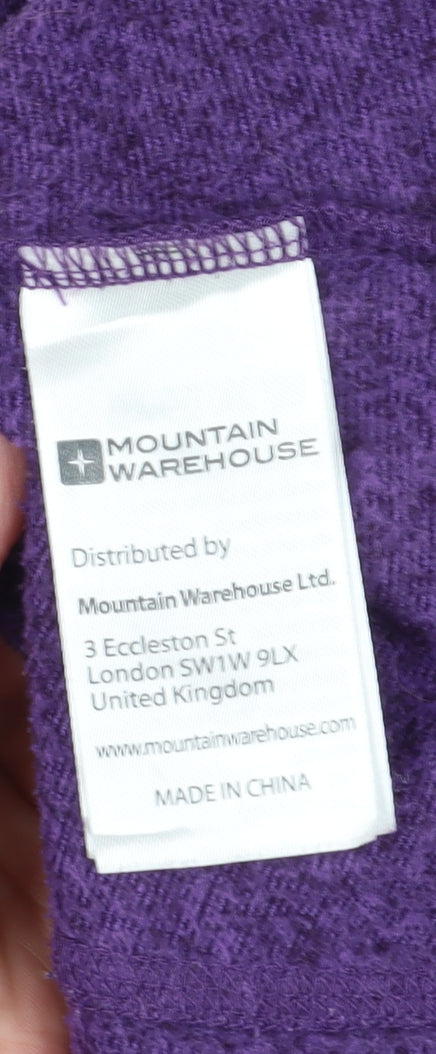 MOUNTAIN
WAREHOUSE
Distributed by
Mountain Warehouse Ltd.
3 Eccleston St
London SW1W 9LX
United Kingdom
www.mountainwarehouse.com
MADE IN CHINA